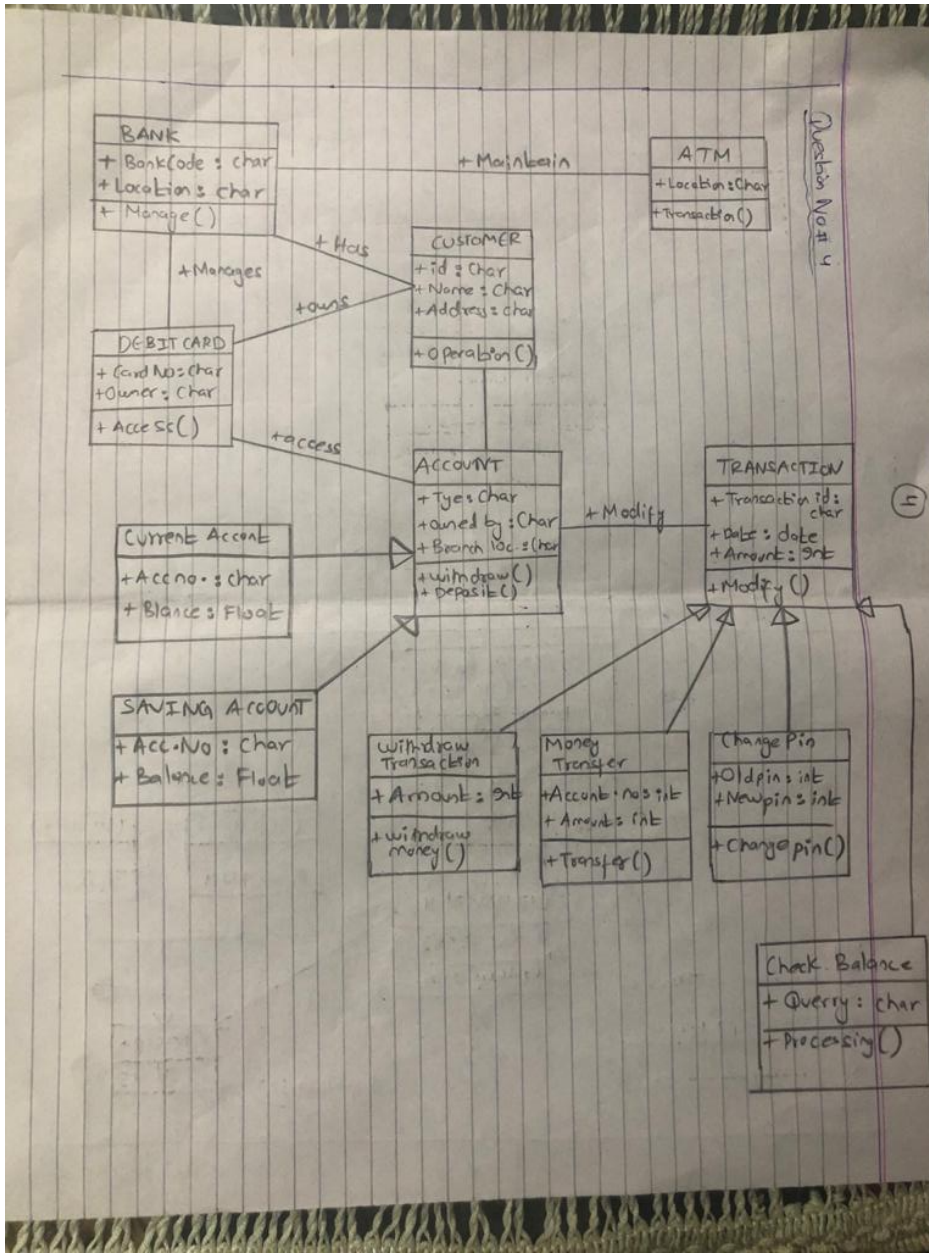 Question No# 4
4
BANK
+ BankCode : char
+ Location : char
+ Manage()
+ Maintain
ATM
+ Location : Char
+ Transaction()
+ Has
CUSTOMER
+ id : Char
+ Name : Char
+ Address : char
+ Operation()
+ Manages
+ owns
DEBIT CARD
+ Card No : Char
+ Owner : Char
+ Access()
+ access
ACCOUNT
+ Tye : Char
+ owned by : Char
+ Branch loc. : Char
+ withdraw()
+ Deposit()
+ Modify
TRANSACTION
+ Transaction id :
char
+ Date : date
+ Amount : int
+ Modify()
Current Accont
+ Accno. : char
+ Blance : Float
SAVING ACCOUNT
+ Acc.No : Char
+ Balance : Float
Withdraw
Transaction
+ Amount : int
+ withdraw
money()
Money
Transfer
+ Accont.no : int
+ Amount : int
+ Transfer()
Change Pin
+ Oldpin : int
+ Newpin : int
+ Change pin()
Check Balance
+ Querry : char
+ Processing()